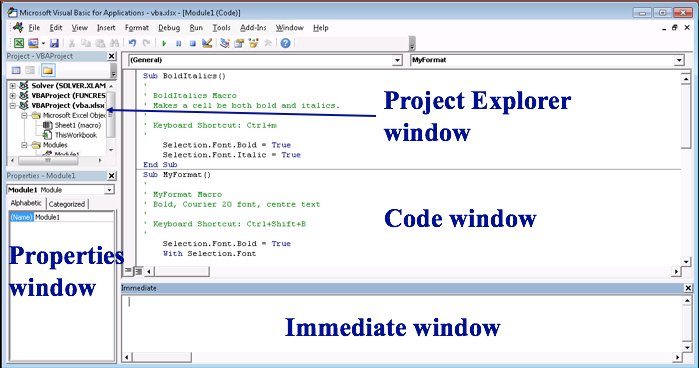 Microsoft Visual Basic for Applications - vba.xlsx - [Module1 (Code)]
File Edit View Insert Format Debug Run Tools Add-Ins Window Help
Project - VBAProject
Solver (SOLVER.XLAM
VBAProject (FUNCRES
VBAProject (vba.xlsx
Microsoft Excel Obje
Sheet1 (macro)
ThisWorkbook
Modules
Module1
Properties - Module1
Module1 Module
Alphabetic Categorized
(Name) Module1
Properties
window
(General) MyFormat
Sub BoldItalics()
'
' BoldItalics Macro
' Makes a cell be both bold and italics.
'
' Keyboard Shortcut: Ctrl+m
'
Selection.Font.Bold = True
Selection.Font.Italic = True
End Sub
Sub MyFormat()
'
' MyFormat Macro
' Bold, Courier 20 font, centre text
'
' Keyboard Shortcut: Ctrl+Shift+B
'
Selection.Font.Bold = True
With Selection.Font
Project Explorer
window
Code window
Immediate
Immediate window